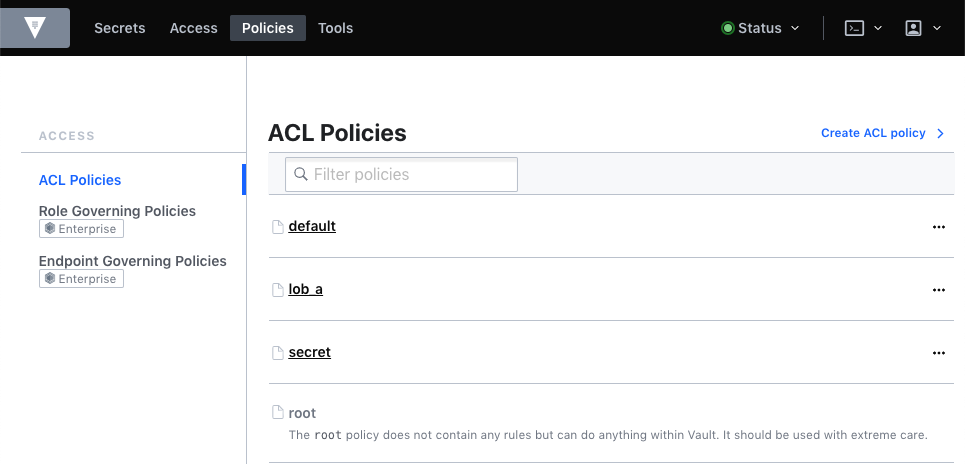 Secrets Access Policies Tools Status
ACCESS
ACL Policies
Role Governing Policies
Enterprise
Endpoint Governing Policies
Enterprise
ACL Policies
Create ACL policy
Filter policies
default
lob_a
secret
root
The root policy does not contain any rules but can do anything within Vault. It should be used with extreme care.